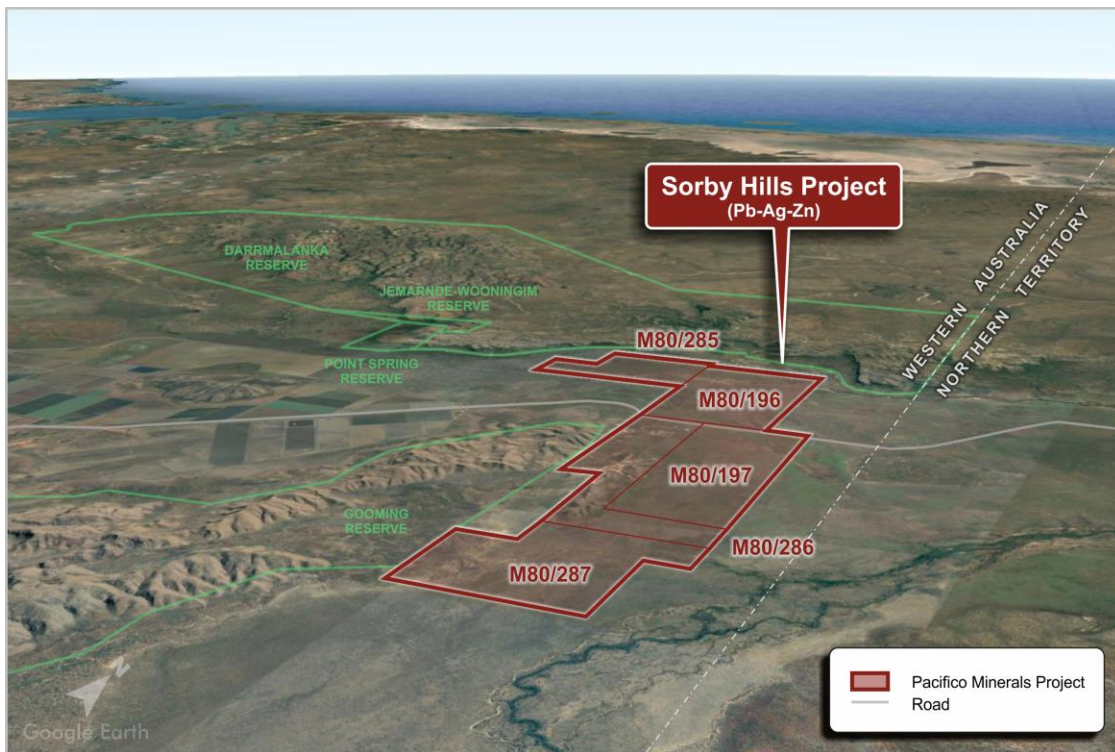 Sorby Hills Project
(Pb-Ag-Zn)
WESTERN AUSTRALIA
NORTHERN TERRITORY
DARRMALANKA
RESERVE
JEMARNDE-WOONINGIM
RESERVE
POINT SPRING
RESERVE
M80/285
M80/196
M80/197
GOOMING
RESERVE
M80/286
M80/287
N
Google Earth
Pacifico Minerals Project
Road